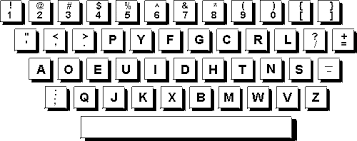 ! @ # $ % ^ & * ( ) { }
1 2 3 4 5 6 7 8 9 0 [ ]
" < > P Y F G C R L ? +
' , . / =
A O E U I D H T N S _
-
: Q J K X B M W V Z
;